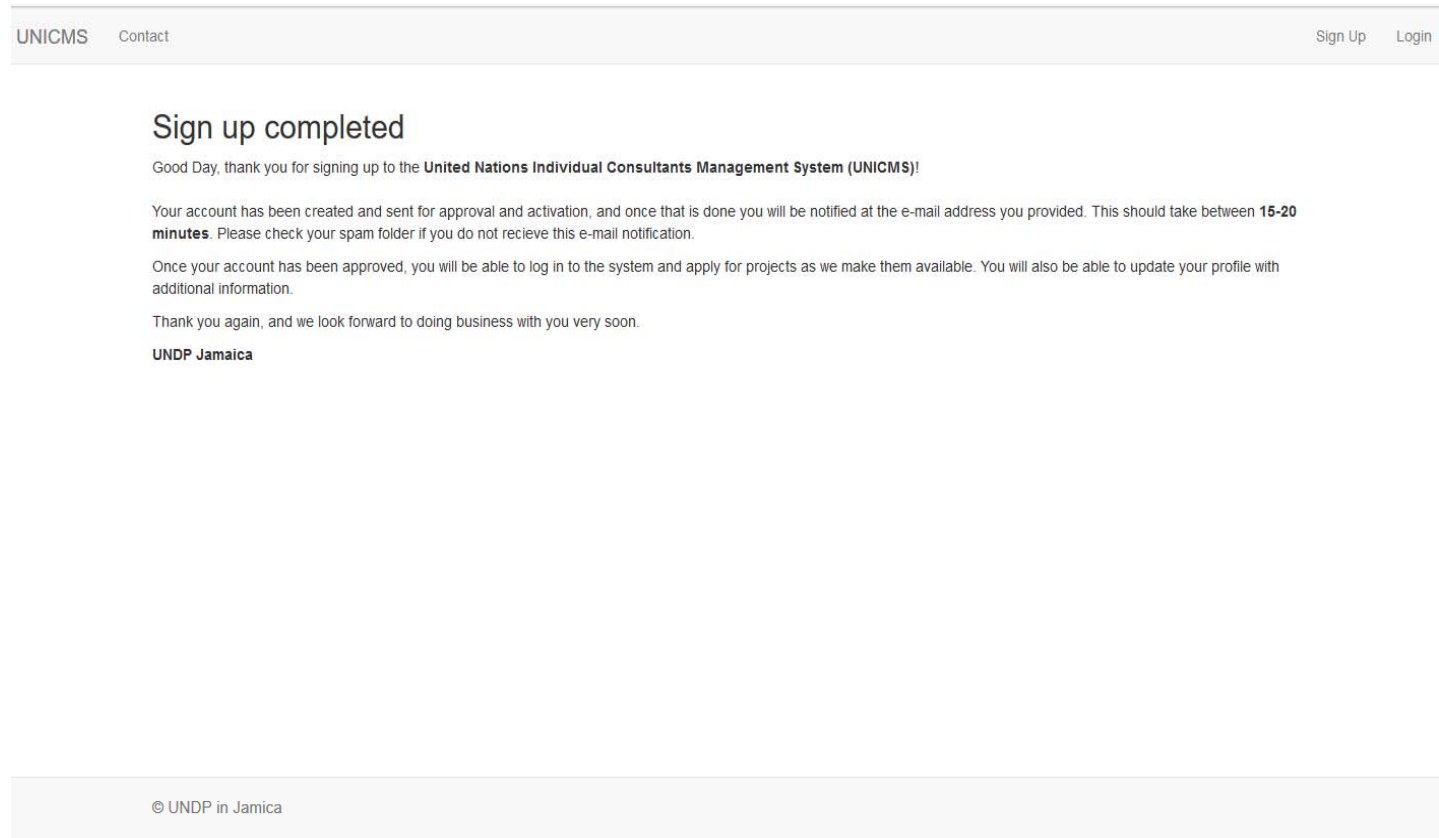 UNICMS Contact Sign Up Login
Sign up completed
Good Day, thank you for signing up to the United Nations Individual Consultants Management System (UNICMS)!
Your account has been created and sent for approval and activation, and once that is done you will be notified at the e-mail address you provided. This should take between 15-20
minutes. Please check your spam folder if you do not recieve this e-mail notification.
Once your account has been approved, you will be able to log in to the system and apply for projects as we make them available. You will also be able to update your profile with
additional information.
Thank you again, and we look forward to doing business with you very soon.
UNDP Jamaica
© UNDP in Jamica